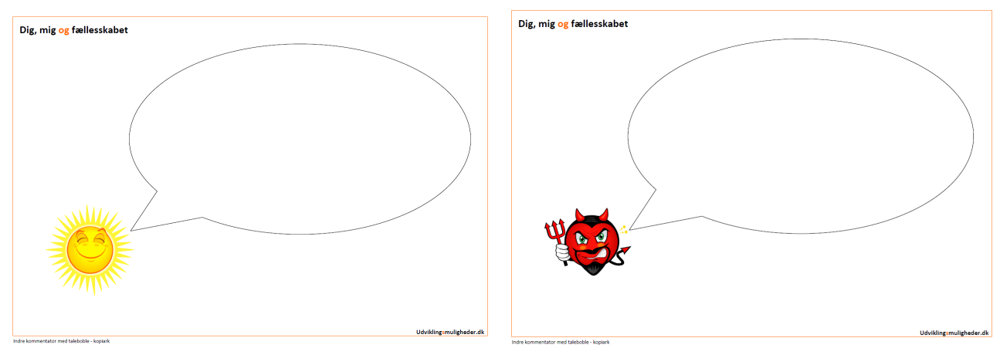 Dig, mig og fællesskabet
Udviklingsmuligheder.dk
Indre kommentator med taleboble - kopiark
Dig, mig og fællesskabet
Udviklingsmuligheder.dk
Indre kommentator med taleboble - kopiark